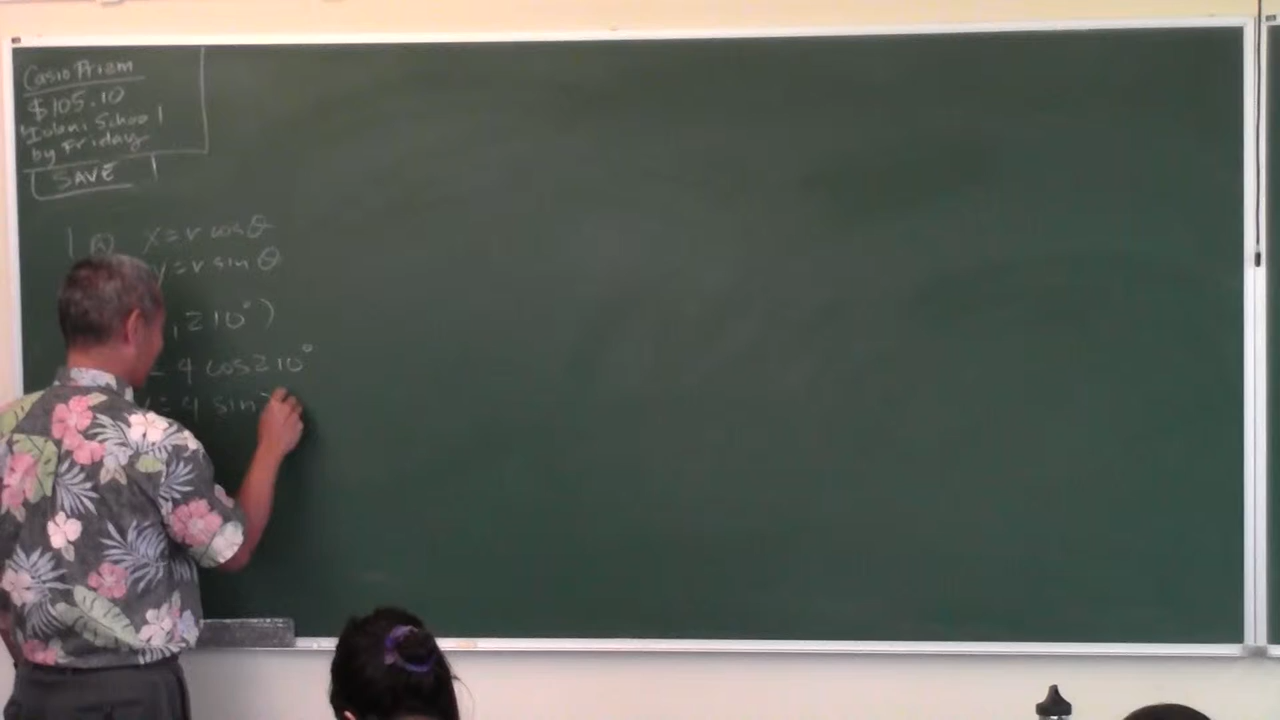 Casio Prizm
$105.10
Iolani School
by Friday
SAVE
1 (a) x = r cos θ
y = r sin θ
, 210°)
= 4 cos 210°
y = 4 sin